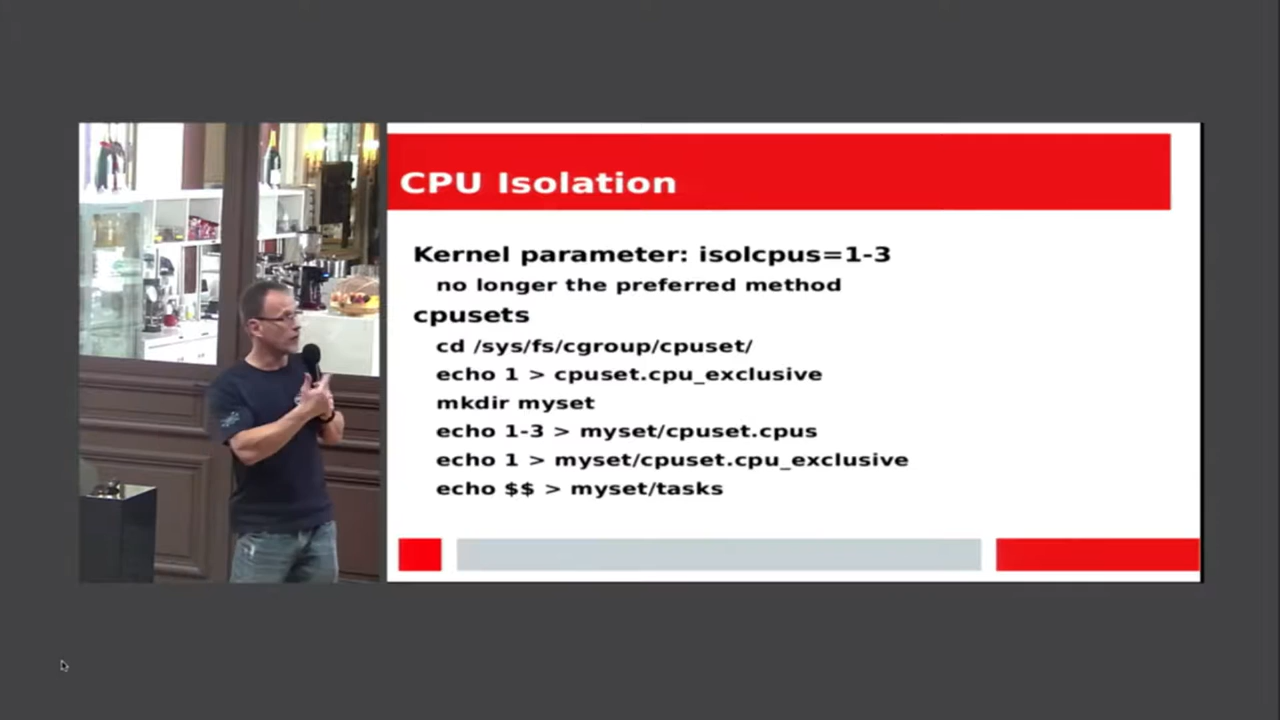 CPU Isolation
Kernel parameter: isolcpus=1-3
no longer the preferred method
cpusets
cd /sys/fs/cgroup/cpuset/
echo 1 > cpuset.cpu_exclusive
mkdir myset
echo 1-3 > myset/cpuset.cpus
echo 1 > myset/cpuset.cpu_exclusive
echo $$ > myset/tasks